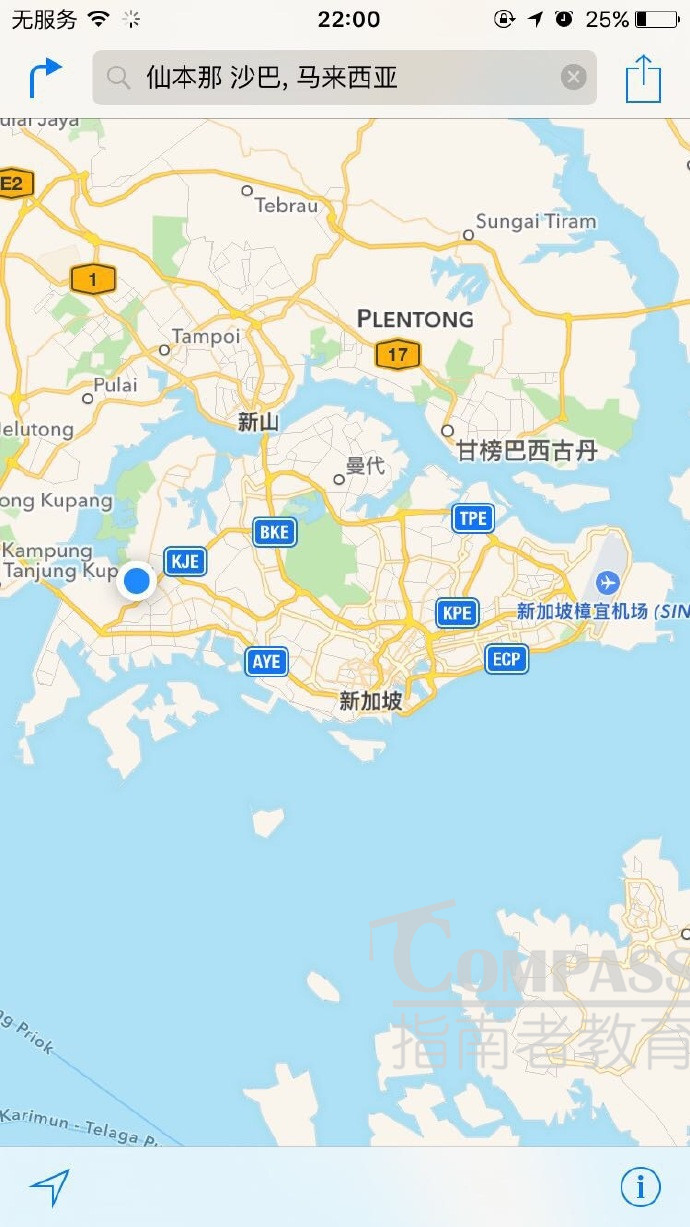 无服务 22:00 25%
仙本那 沙巴, 马来西亚
E2
Tebrau
Sungai Tiram
1
PLENTONG
Tampoi
17
Pulai
新山
elutong
甘榜巴西古丹
曼代
ong Kupang
BKE
TPE
Kampung
Tanjung Kup
KJE
KPE
新加坡樟宜机场 (SIN
AYE
ECP
新加坡
COMPASS
指南者教育
ng Priok
Karimun - Telaga Pu